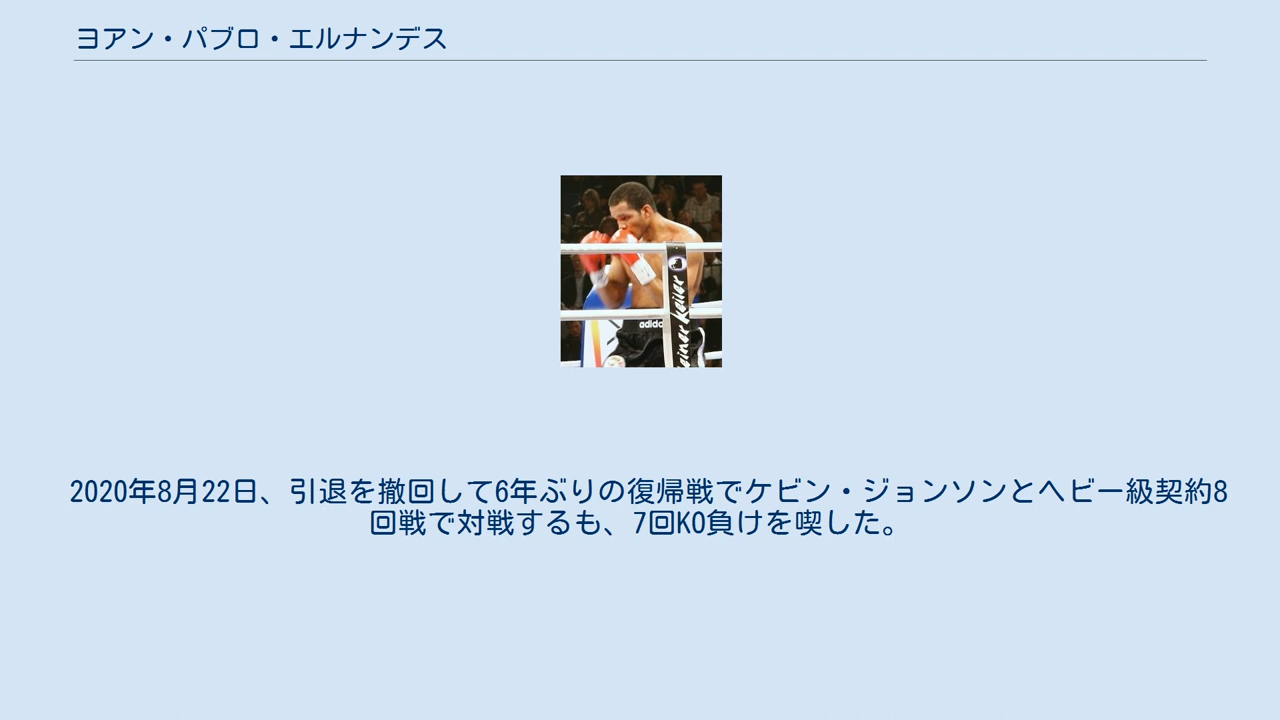 ヨアン・パブロ・エルナンデス
adidas
2020年8月22日、引退を撤回して6年ぶりの復帰戦でケビン・ジョンソンとヘビー級契約8
回戦で対戦するも、7回KO負けを喫した。